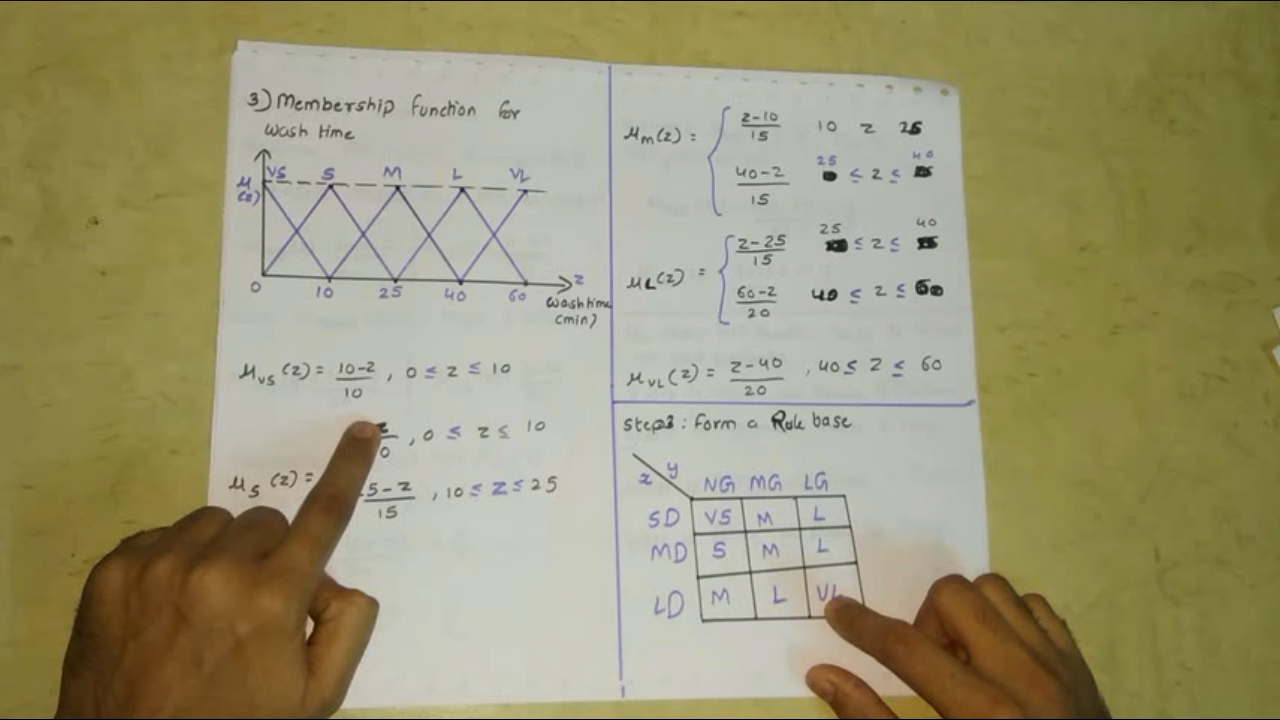 3) Membership function for
wash time
μ(z)
VS S M L VL
0 10 25 40 60
z
wash time
(min)
μVS (z) = 10-z/10 , 0 ≤ z ≤ 10
μS (z) =
z/ 0 , 0 ≤ z ≤ 10
5-z/15 , 10 ≤ z ≤ 25
μM(z) =
z-10/15 10 z 25
40-z/15 25 ≤ z ≤ 40
μL(z) =
z-25/15 25 ≤ z ≤ 40
60-z/20 40 ≤ z ≤ 60
μVL(z) = z-40/20 , 40 ≤ z ≤ 60
Step3: Form a Rule base
x y NG MG LG
SD VS M L
MD S M L
LD M L VL